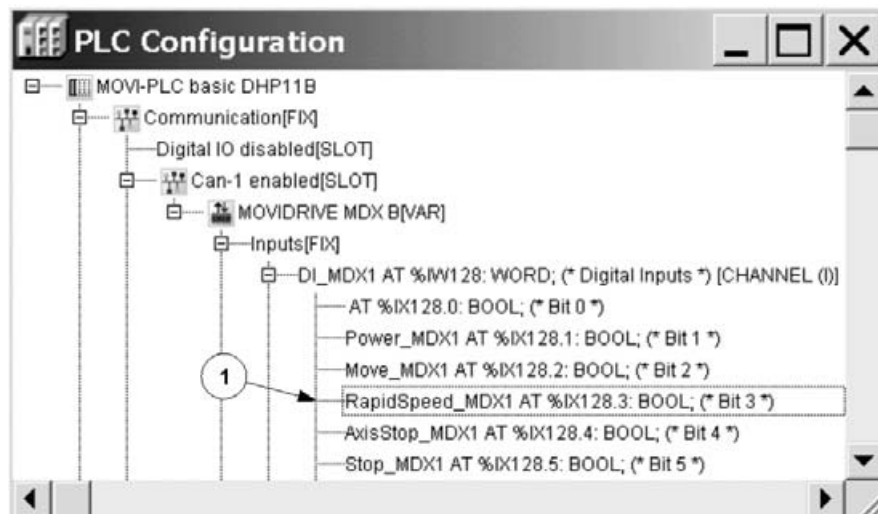 PLC Configuration
MOVI-PLC basic DHP11B
Communication[FIX]
Digital IO disabled[SLOT]
Can-1 enabled[SLOT]
MOVIDRIVE MDX B[VAR]
Inputs[FIX]
DI_MDX1 AT %IW128: WORD; (* Digital Inputs *) [CHANNEL (I)]
AT %IX128.0: BOOL; (* Bit 0 *)
Power_MDX1 AT %IX128.1: BOOL; (* Bit 1 *)
Move_MDX1 AT %IX128.2: BOOL; (* Bit 2 *)
1
RapidSpeed_MDX1 AT %IX128.3: BOOL; (* Bit 3 *)
AxisStop_MDX1 AT %IX128.4: BOOL; (* Bit 4 *)
Stop_MDX1 AT %IX128.5: BOOL; (* Bit 5 *)